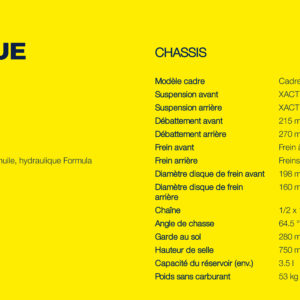 UE
CHASSIS
Modèle cadre Cadre
Suspension avant XACT
Suspension arrière XACT
Débattement avant 215 m
Débattement arrière 270 m
Frein avant Frein à
huile, hydraulique Formula
Frein arrière Freins
Diamètre disque de frein avant 198 m
Diamètre disque de frein 160 mm
arrière
Chaîne 1/2 x
Angle de chasse 64.5 °
Garde au sol 280 m
Hauteur de selle 750 m
Capacité du réservoir (env.) 3.5 l
Poids sans carburant 53 kg